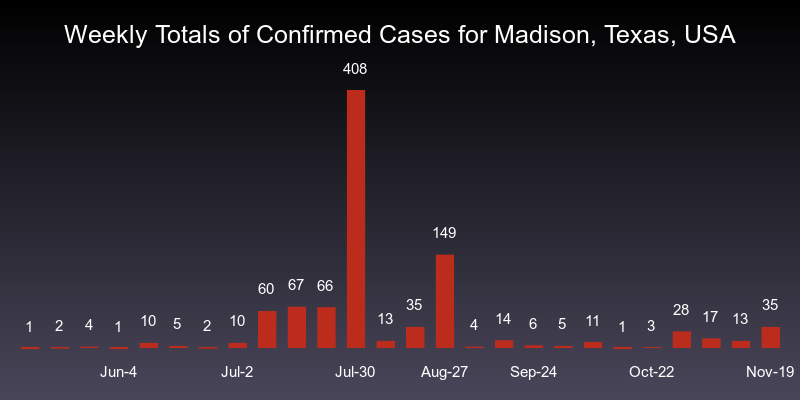 Weekly Totals of Confirmed Cases for Madison, Texas, USA
408
149
60 67 66
13 35
1 2 4 1 10 5 2 10
4 14 6 5 11 1 3 28 17 13 35
Jun-4 Jul-2 Jul-30 Aug-27 Sep-24 Oct-22 Nov-19